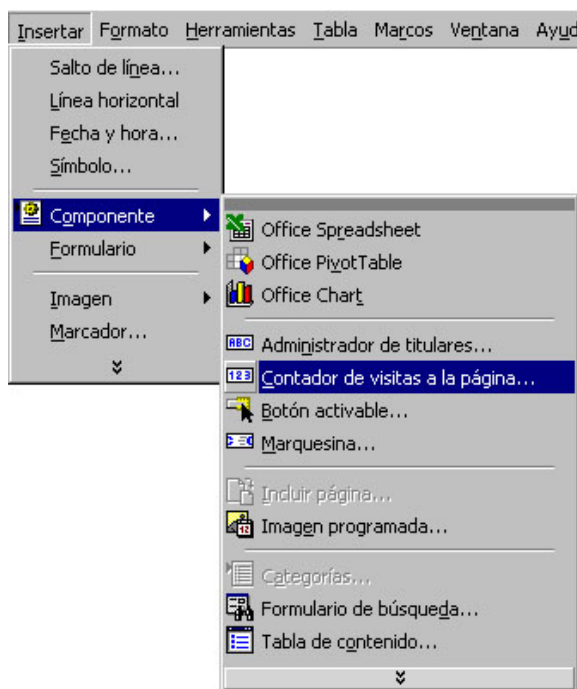 Insertar Formato Herramientas Tabla Marcos Ventana Ayud
Salto de línea...
Línea horizontal
Fecha y hora...
Símbolo...
Componente
Formulario
Imagen
Marcador...
Office Spreadsheet
Office PivotTable
Office Chart
Administrador de titulares...
Contador de visitas a la página...
Botón activable...
Marquesina...
Incluir página...
Imagen programada...
Categorías...
Formulario de búsqueda...
Tabla de contenido...